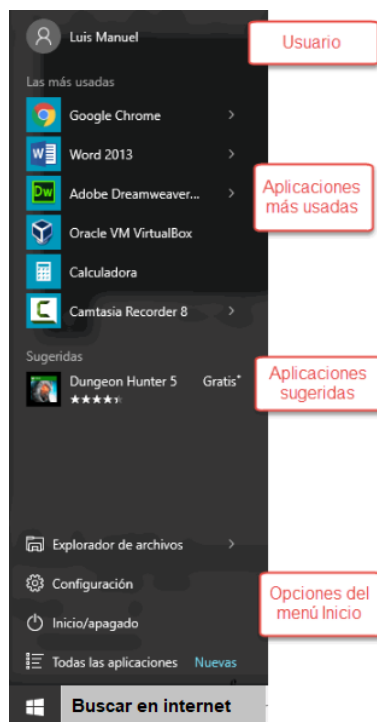 Luis Manuel
Usuario
Las más usadas
Google Chrome
Word 2013
Adobe Dreamweaver...
Oracle VM VirtualBox
Calculadora
Camtasia Recorder 8
Aplicaciones
más usadas
Sugeridas
Dungeon Hunter 5 Gratis*
Aplicaciones
sugeridas
Explorador de archivos
Configuración
Inicio/apagado
Todas las aplicaciones Nuevas
Opciones del
menú Inicio
Buscar en internet